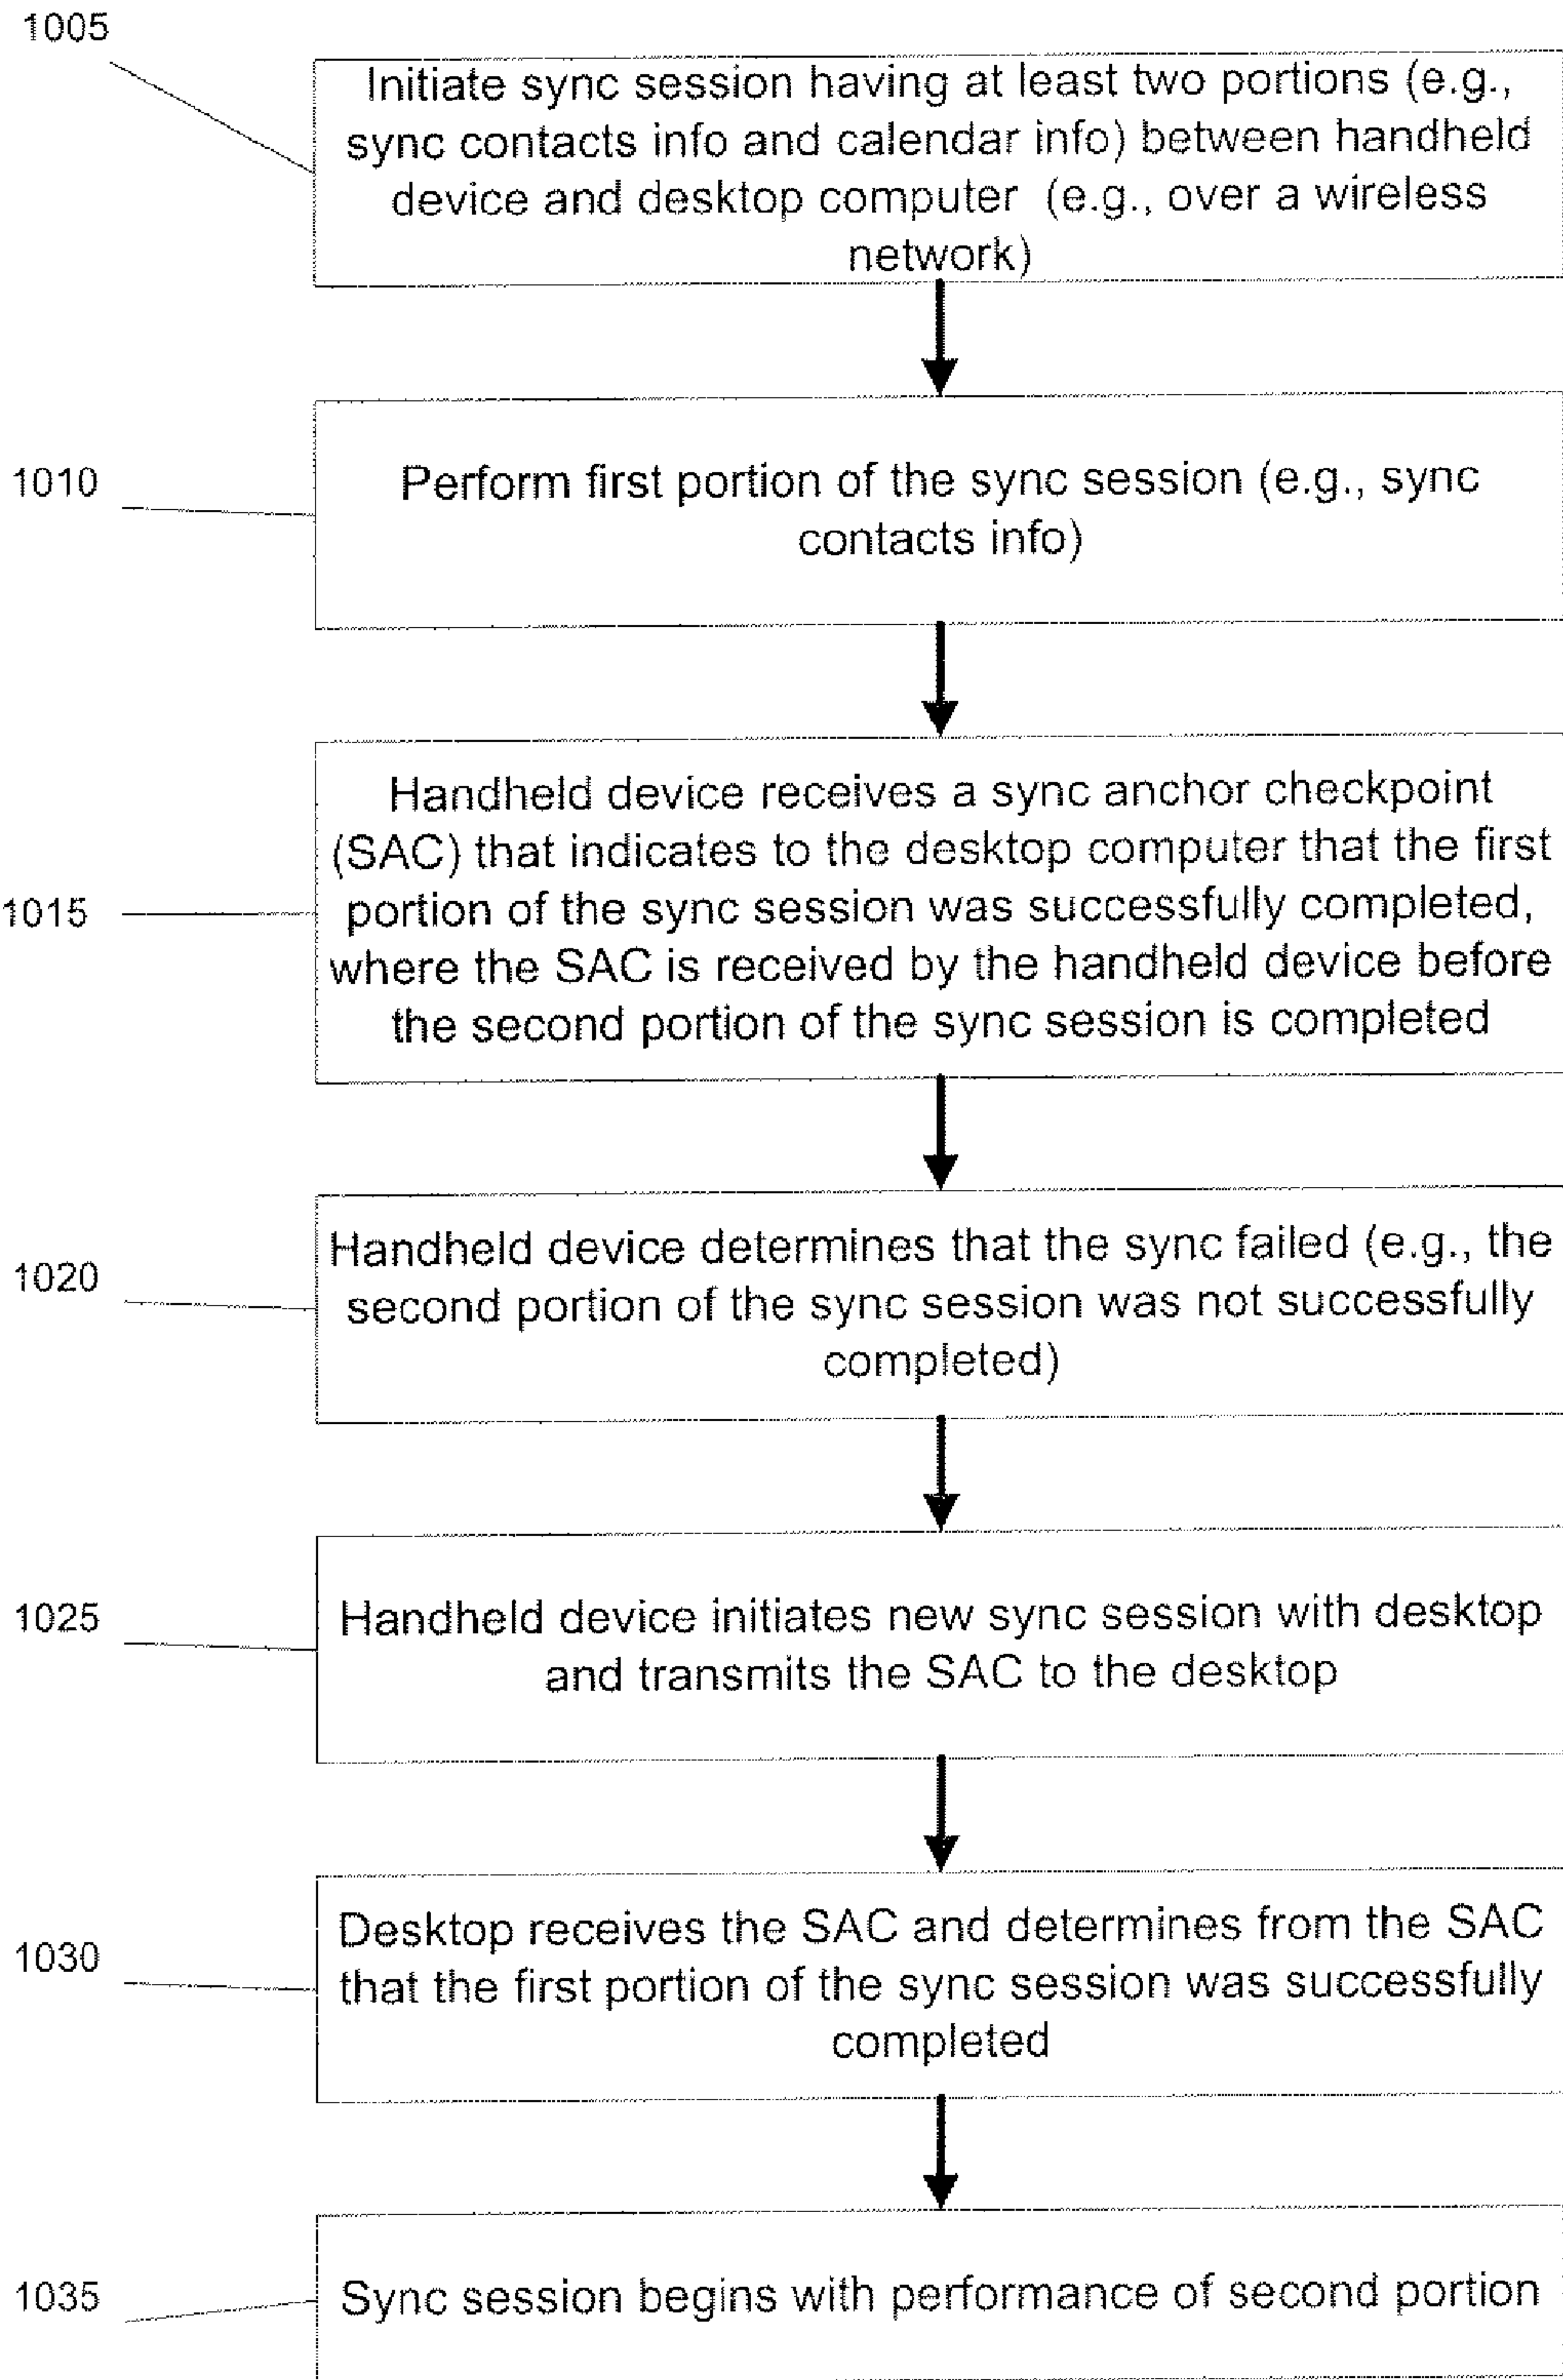 1005
Initiate sync session having at least two portions (e.g.,
sync contacts info and calendar info) between handheld
device and desktop computer (e.g., over a wireless
network)
1010
Perform first portion of the sync session (e.g., sync
contacts info)
1015
Handheld device receives a sync anchor checkpoint
(SAC) that indicates to the desktop computer that the first
portion of the sync session was successfully completed,
where the SAC is received by the handheld device before
the second portion of the sync session is completed
1020
Handheld device determines that the sync failed (e.g., the
second portion of the sync session was not successfully
completed)
1025
Handheld device initiates new sync session with desktop
and transmits the SAC to the desktop
1030
Desktop receives the SAC and determines from the SAC
that the first portion of the sync session was successfully
completed
1035
Sync session begins with performance of second portion